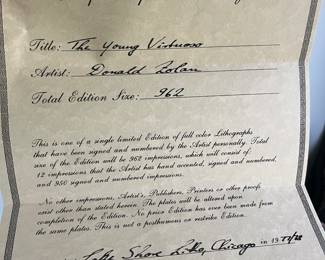 Title: The Young Virtuoso
Artist: Donald Zolan
Total Edition Size: 962
This is one of a single limited Edition of full color Lithographs
that have been signed and numbered by the Artist personally. Total
size of the Edition will be 962 impressions, which will consist of:
12 impressions that the Artist has hand accented, signed and numbered,
and 950 signed and numbered impressions.
No other impressions, Artist's, Publishers, Printers or other proofs
exist other than stated herein. The plates will be altered upon
completion of the Edition. No prior Edition has ever been made from
the same plates. This is not a posthumous or restrike Edition.
Lake Shore Litho, Chicago in 1977/78